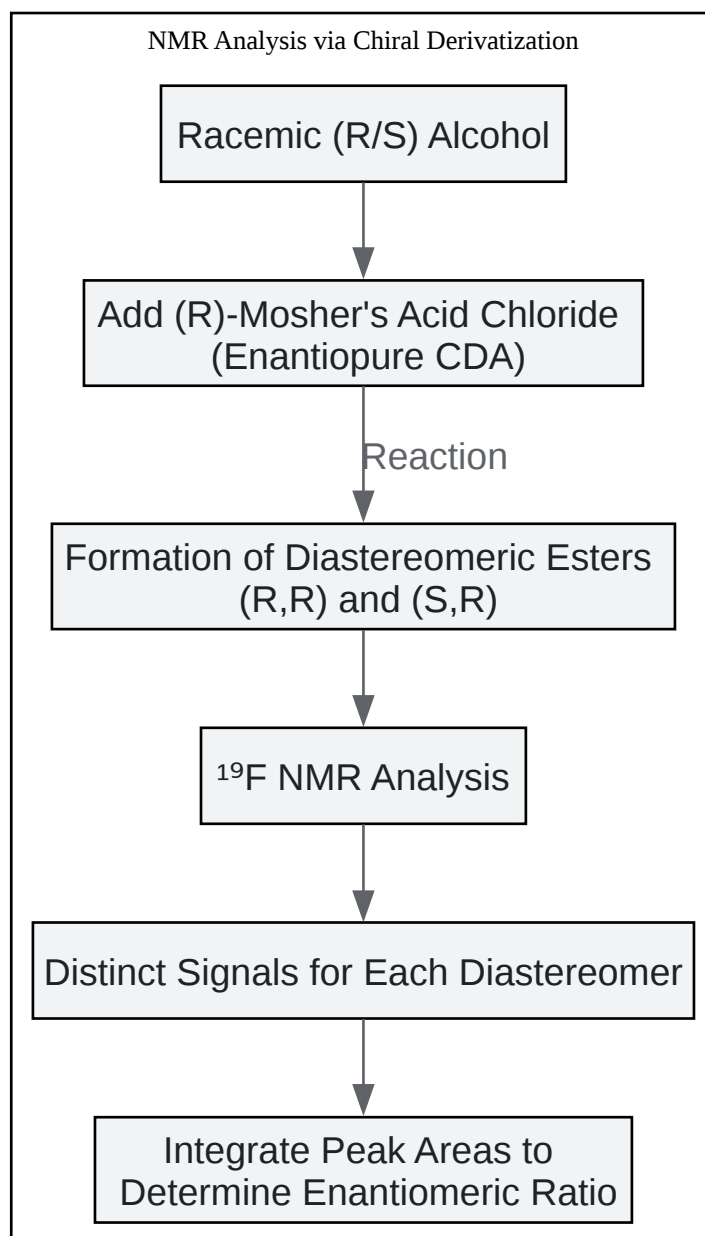 NMR Analysis via Chiral Derivatization
Racemic (R/S) Alcohol
Add (R)-Mosher's Acid Chloride
(Enantiopure CDA)
Reaction
Formation of Diastereomeric Esters
(R,R) and (S,R)
¹⁹F NMR Analysis
Distinct Signals for Each Diastereomer
Integrate Peak Areas to
Determine Enantiomeric Ratio